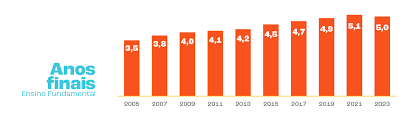 Anos
finais
Ensino Fundamental
3,5 3,8 4,0 4,1 4,2 4,5 4,7 4,9 5,1 5,0
2005 2007 2009 2011 2013 2015 2017 2019 2021 2023